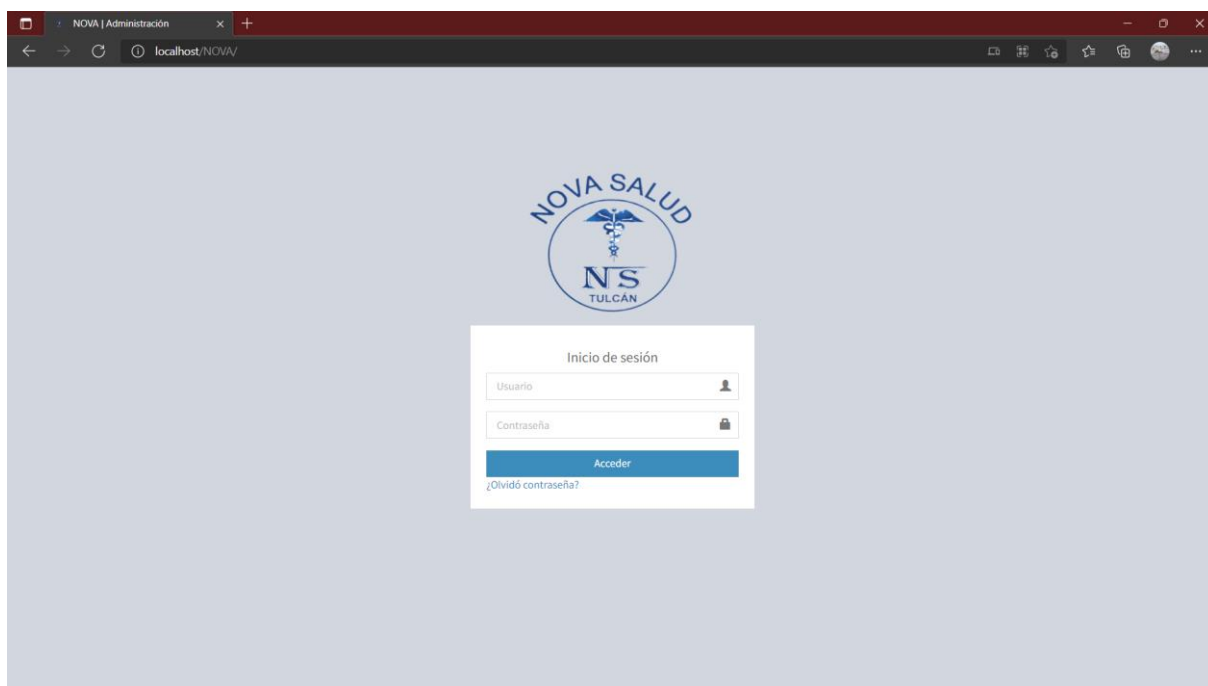 NOVA | Administración
localhost/NOVA/
NOVA SALUD
NS
TULCÁN
Inicio de sesión
Usuario
Contraseña
Acceder
¿Olvidó contraseña?